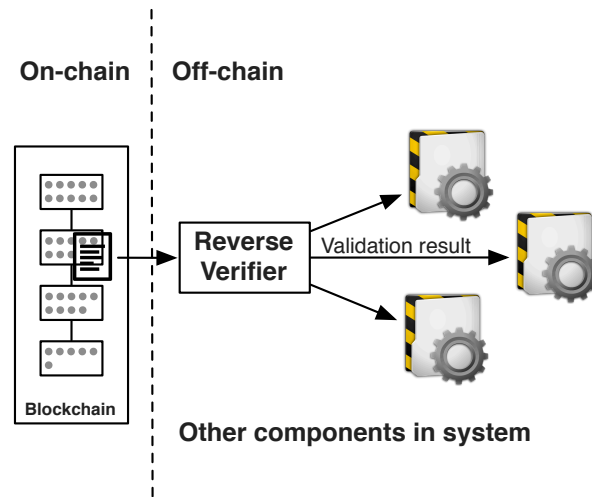 On-chain
Off-chain
Reverse
Verifier
Validation result
Blockchain
Other components in system